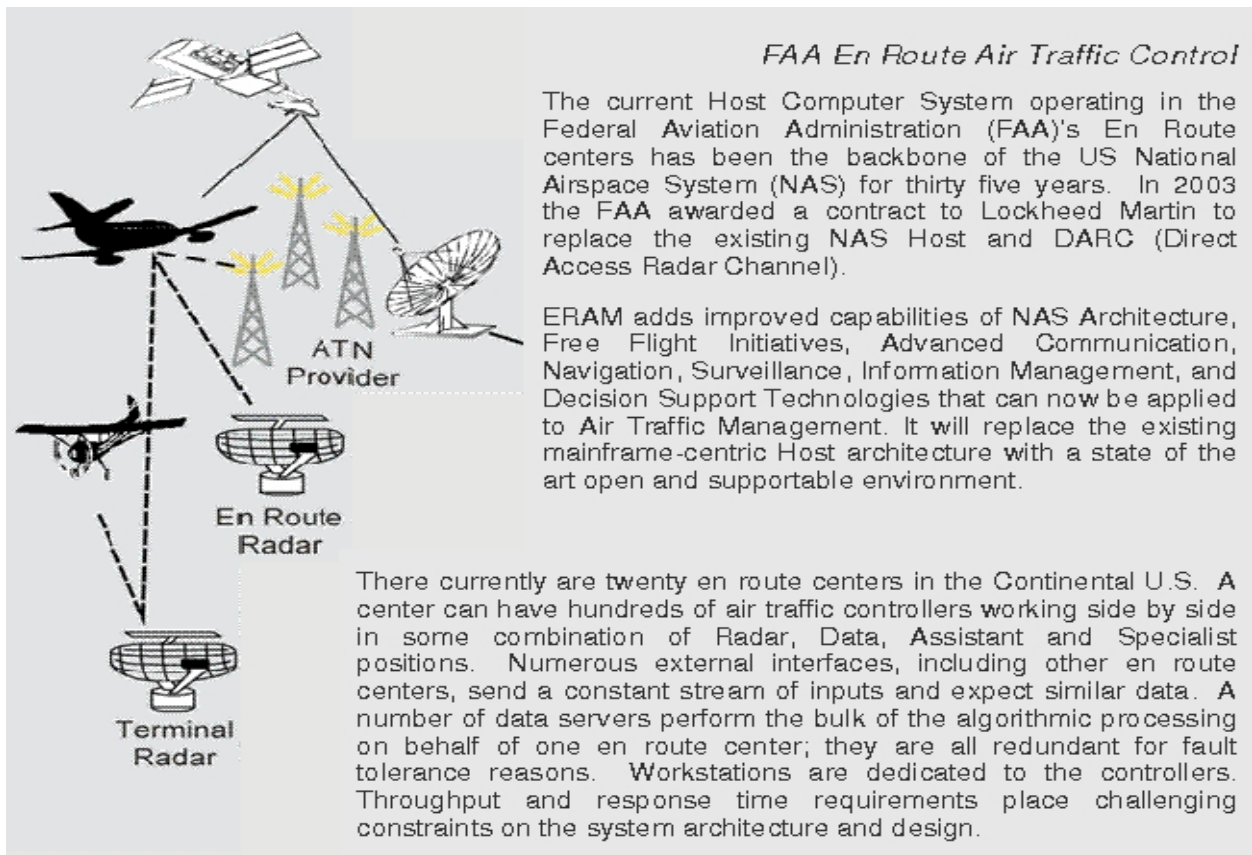 FAA En Route Air Traffic Control
The current Host Computer System operating in the
Federal Aviation Administration (FAA)'s En Route
centers has been the backbone of the US National
Airspace System (NAS) for thirty five years. In 2003
the FAA awarded a contract to Lockheed Martin to
replace the existing NAS Host and DARC (Direct
Access Radar Channel).
ERAM adds improved capabilities of NAS Architecture,
Free Flight Initiatives, Advanced Communication,
Navigation, Surveillance, Information Management, and
Decision Support Technologies that can now be applied
to Air Traffic Management. It will replace the existing
mainframe-centric Host architecture with a state of the
art open and supportable environment.
ATN
Provider
En Route
Radar
Terminal
Radar
There currently are twenty en route centers in the Continental U.S. A
center can have hundreds of air traffic controllers working side by side
in some combination of Radar, Data, Assistant and Specialist
positions. Numerous external interfaces, including other en route
centers, send a constant stream of inputs and expect similar data. A
number of data servers perform the bulk of the algorithmic processing
on behalf of one en route center; they are all redundant for fault
tolerance reasons. Workstations are dedicated to the controllers.
Throughput and response time requirements place challenging
constraints on the system architecture and design.